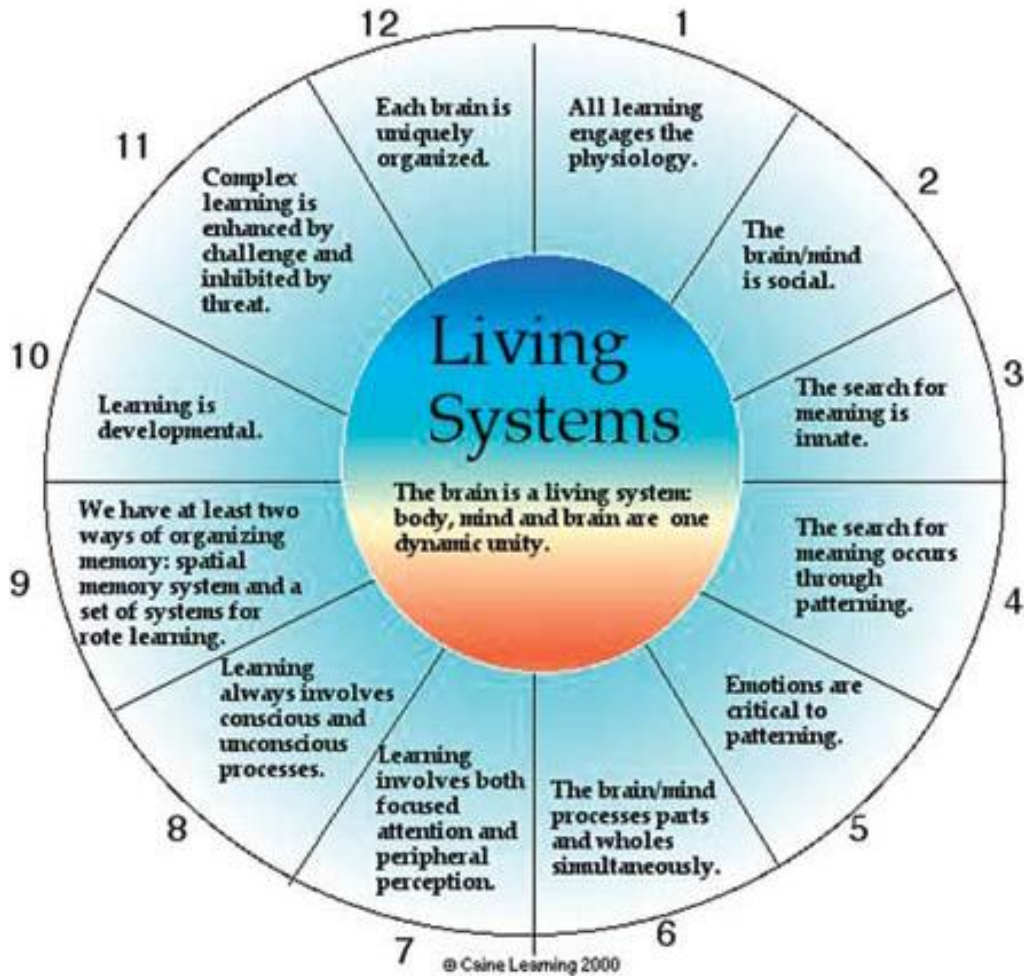 12
1
Each brain is
uniquely
organized.
All learning
engages the
physiology.
11
2
Complex
learning is
enhanced by
challenge and
inhibited by
threat.
The
brain/mind
is social.
10
3
Learning is
developmental.
The search for
meaning is
innate.
Living
Systems
The brain is a living system:
body, mind and brain are one
dynamic unity.
9
We have at least two
ways of organizing
memory: spatial
memory system and a
set of systems for
rote learning.
The search for
meaning occurs
through
patterning.
4
8
Learning
always involves
conscious and
unconscious
processes.
Emotions are
critical to
patterning.
5
7
Learning
involves both
focused
attention and
peripheral
perception.
The brain/mind
processes parts
and wholes
simultaneously.
6
© Caine Learning 2000